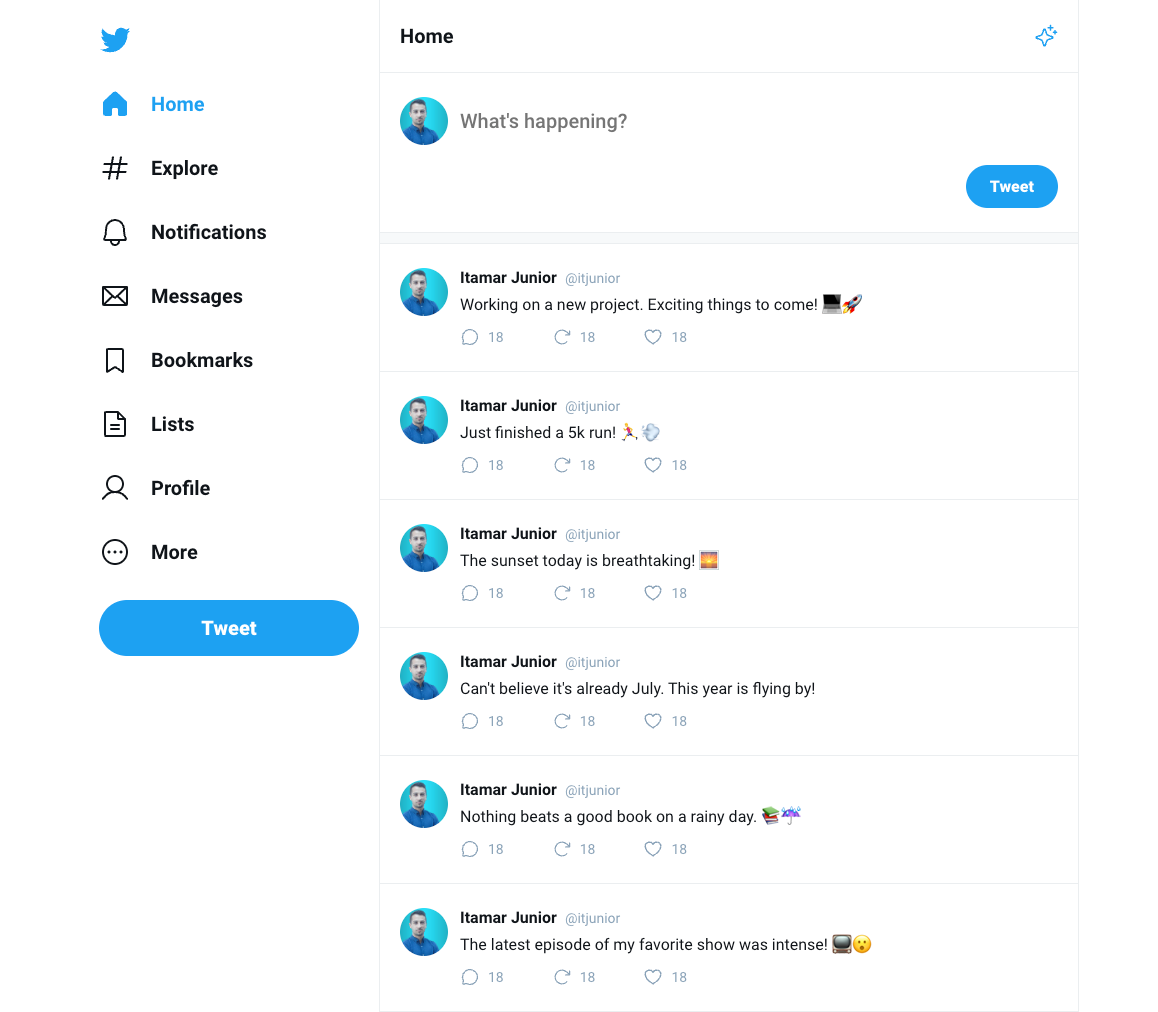 Home
Explore
Notifications
Messages
Bookmarks
Lists
Profile
More
Tweet
Home
What's happening?
Tweet
Itamar Junior @itjunior
Working on a new project. Exciting things to come! 💻🚀
18 18 18
Itamar Junior @itjunior
Just finished a 5k run! 🏃‍♀️💨
18 18 18
Itamar Junior @itjunior
The sunset today is breathtaking! 🌅
18 18 18
Itamar Junior @itjunior
Can't believe it's already July. This year is flying by!
18 18 18
Itamar Junior @itjunior
Nothing beats a good book on a rainy day. 📚☔
18 18 18
Itamar Junior @itjunior
The latest episode of my favorite show was intense! 📺😮
18 18 18